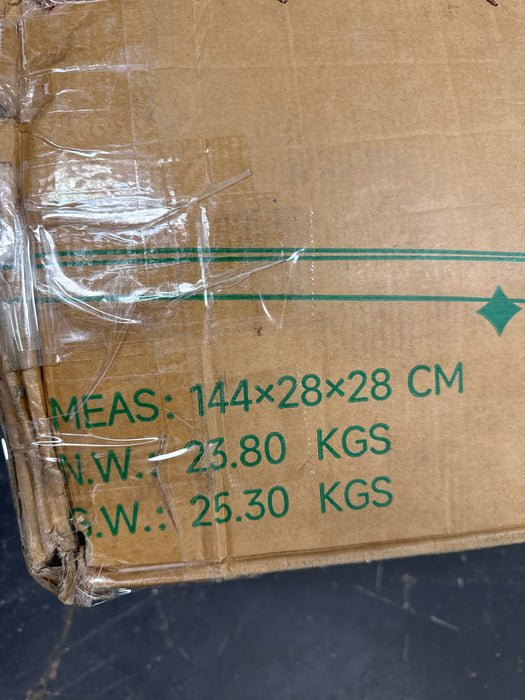 MEAS: 144×28×28 CM
N.W.: 23.80 KGS
G.W.: 25.30 KGS